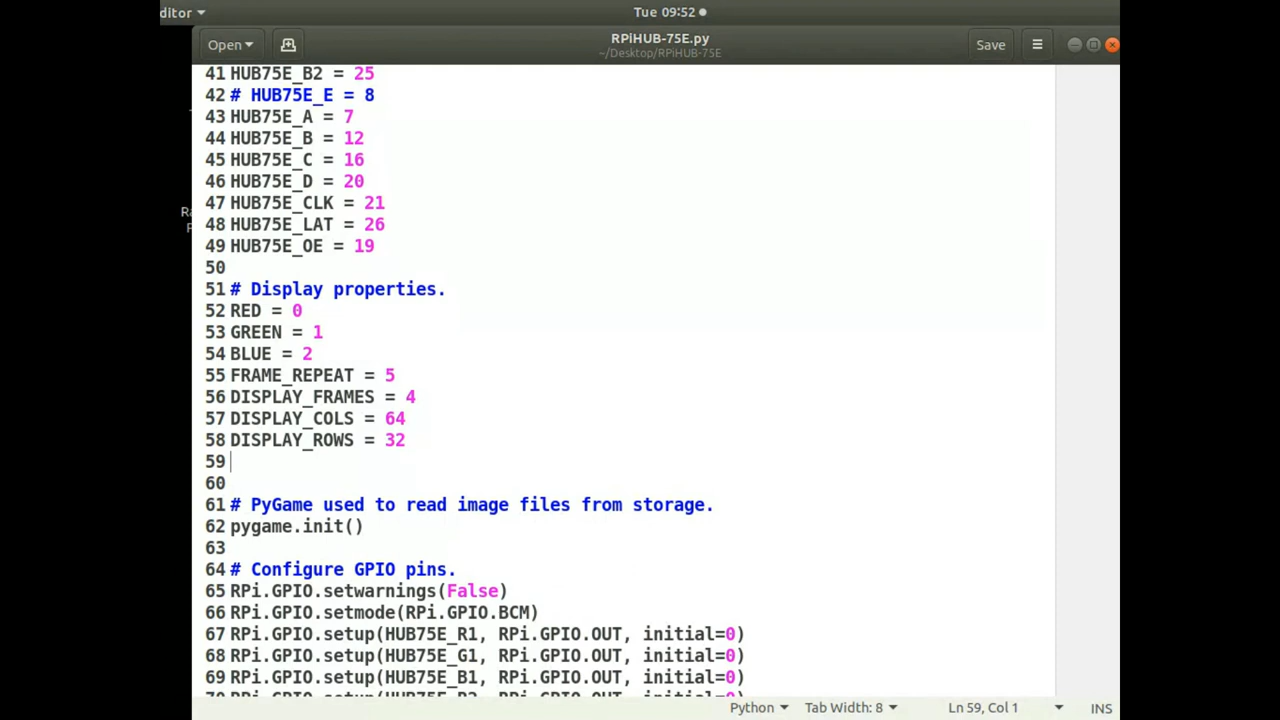 ditor
Tue 09:52
Open
RPiHUB-75E.py
~/Desktop/RPiHUB-75E
Save
41 HUB75E_B2 = 25
42 # HUB75E_E = 8
43 HUB75E_A = 7
44 HUB75E_B = 12
45 HUB75E_C = 16
46 HUB75E_D = 20
47 HUB75E_CLK = 21
48 HUB75E_LAT = 26
49 HUB75E_OE = 19
50
51 # Display properties.
52 RED = 0
53 GREEN = 1
54 BLUE = 2
55 FRAME_REPEAT = 5
56 DISPLAY_FRAMES = 4
57 DISPLAY_COLS = 64
58 DISPLAY_ROWS = 32
59
60
61 # PyGame used to read image files from storage.
62 pygame.init()
63
64 # Configure GPIO pins.
65 RPi.GPIO.setwarnings(False)
66 RPi.GPIO.setmode(RPi.GPIO.BCM)
67 RPi.GPIO.setup(HUB75E_R1, RPi.GPIO.OUT, initial=0)
68 RPi.GPIO.setup(HUB75E_G1, RPi.GPIO.OUT, initial=0)
69 RPi.GPIO.setup(HUB75E_B1, RPi.GPIO.OUT, initial=0)
Python
Tab Width: 8
Ln 59, Col 1
INS